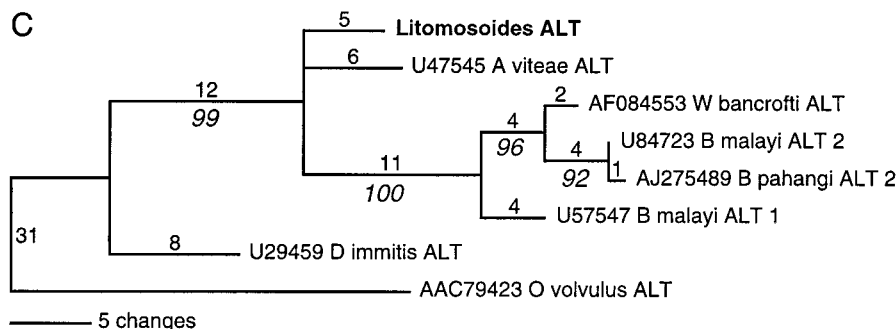 C
5
Litomosoides ALT
6
U47545 A viteae ALT
12
99
2
AF084553 W bancrofti ALT
4
96
U84723 B malayi ALT 2
4
92
1
AJ275489 B pahangi ALT 2
11
100
4
U57547 B malayi ALT 1
31
8
U29459 D immitis ALT
AAC79423 O volvulus ALT
5 changes